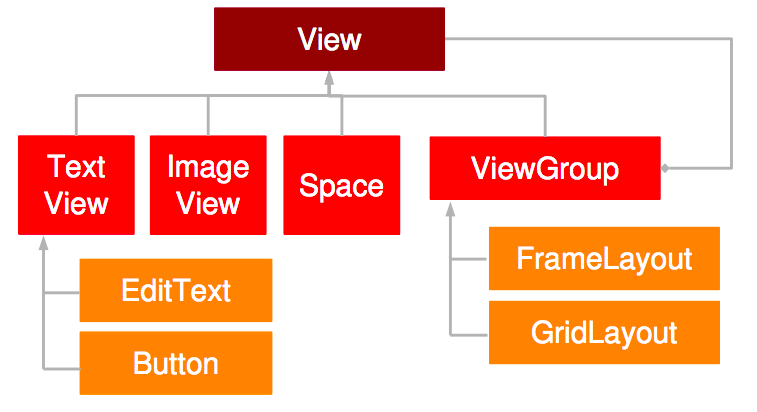 View
Text
View
Image
View
Space
ViewGroup
EditText
Button
FrameLayout
GridLayout